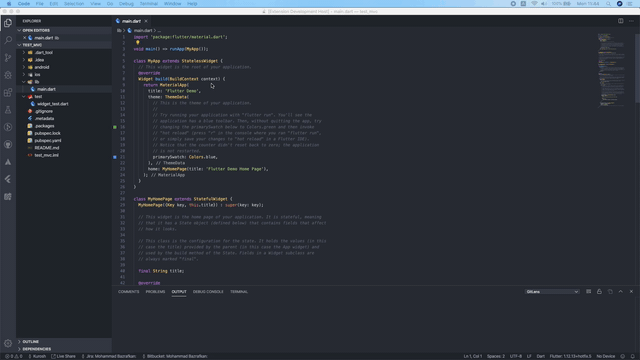 Code File Edit Selection View Go Debug Terminal Window Help
[Extension Development Host] — test_mvc
EXPLORER
main.dart
OPEN EDITORS
main.dart lib
TEST_MVC
.dart_tool
.idea
android
ios
lib
main.dart
test
widget_test.dart
.gitignore
.metadata
pubspec.lock
pubspec.yaml
README.md
test_mvc.iml
OUTLINE
DEPENDENCIES
lib > main.dart
import 'package:flutter/material.dart';
void main() => runApp(MyApp());
class MyApp extends StatelessWidget {
// This widget is the root of your application.
@override
Widget build(BuildContext context) {
return MaterialApp(
title: 'Flutter Demo',
theme: ThemeData(
// This is the theme of your application.
//
// Try running your application with "flutter run". You'll see the
// application has a blue toolbar. Then, without quitting the app, try
// changing the primarySwatch below to Colors.green and then invoke
// "hot reload" (press "r" in the console where you ran "flutter run",
// or simply save your changes to "hot reload" in a Flutter IDE).
// Notice that the counter didn't reset back to zero; the application
// is not restarted.
primarySwatch: Colors.blue,
), // ThemeData
home: MyHomePage(title: 'Flutter Demo Home Page'),
); // MaterialApp
}
}
class MyHomePage extends StatefulWidget {
MyHomePage({Key key, this.title}) : super(key: key);
// This widget is the home page of your application. It is stateful, meaning
// that it has a State object (defined below) that contains fields that affect
// how it looks.
// This class is the configuration for the state. It holds the values (in this
// case the title) provided by the parent (in this case the App widget) and
// used by the build method of the State. Fields in a Widget subclass are
// always marked "final".
final String title;
@override
COMMENTS PROBLEMS OUTPUT DEBUG CONSOLE TERMINAL
GitLens
Live Share
Jira: Mohammad Bazrafkan
Bitbucket: Mohammad Bazrafkan
Spaces: 2 UTF-8 LF Dart